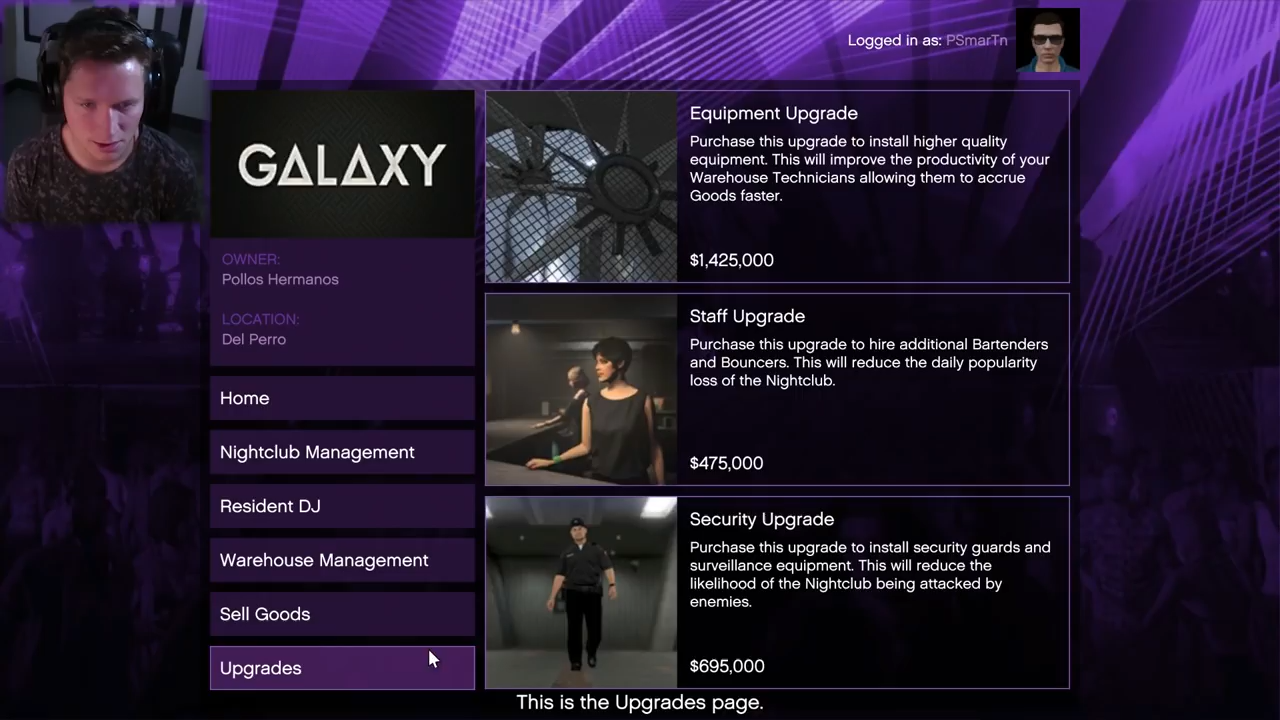 Logged in as: PSmarTn
GALAXY
OWNER:
Pollos Hermanos
LOCATION:
Del Perro
Home
Nightclub Management
Resident DJ
Warehouse Management
Sell Goods
Upgrades
Equipment Upgrade
Purchase this upgrade to install higher quality
equipment. This will improve the productivity of your
Warehouse Technicians allowing them to accrue
Goods faster.
$1,425,000
Staff Upgrade
Purchase this upgrade to hire additional Bartenders
and Bouncers. This will reduce the daily popularity
loss of the Nightclub.
$475,000
Security Upgrade
Purchase this upgrade to install security guards and
surveillance equipment. This will reduce the
likelihood of the Nightclub being attacked by
enemies.
$695,000
This is the Upgrades page.